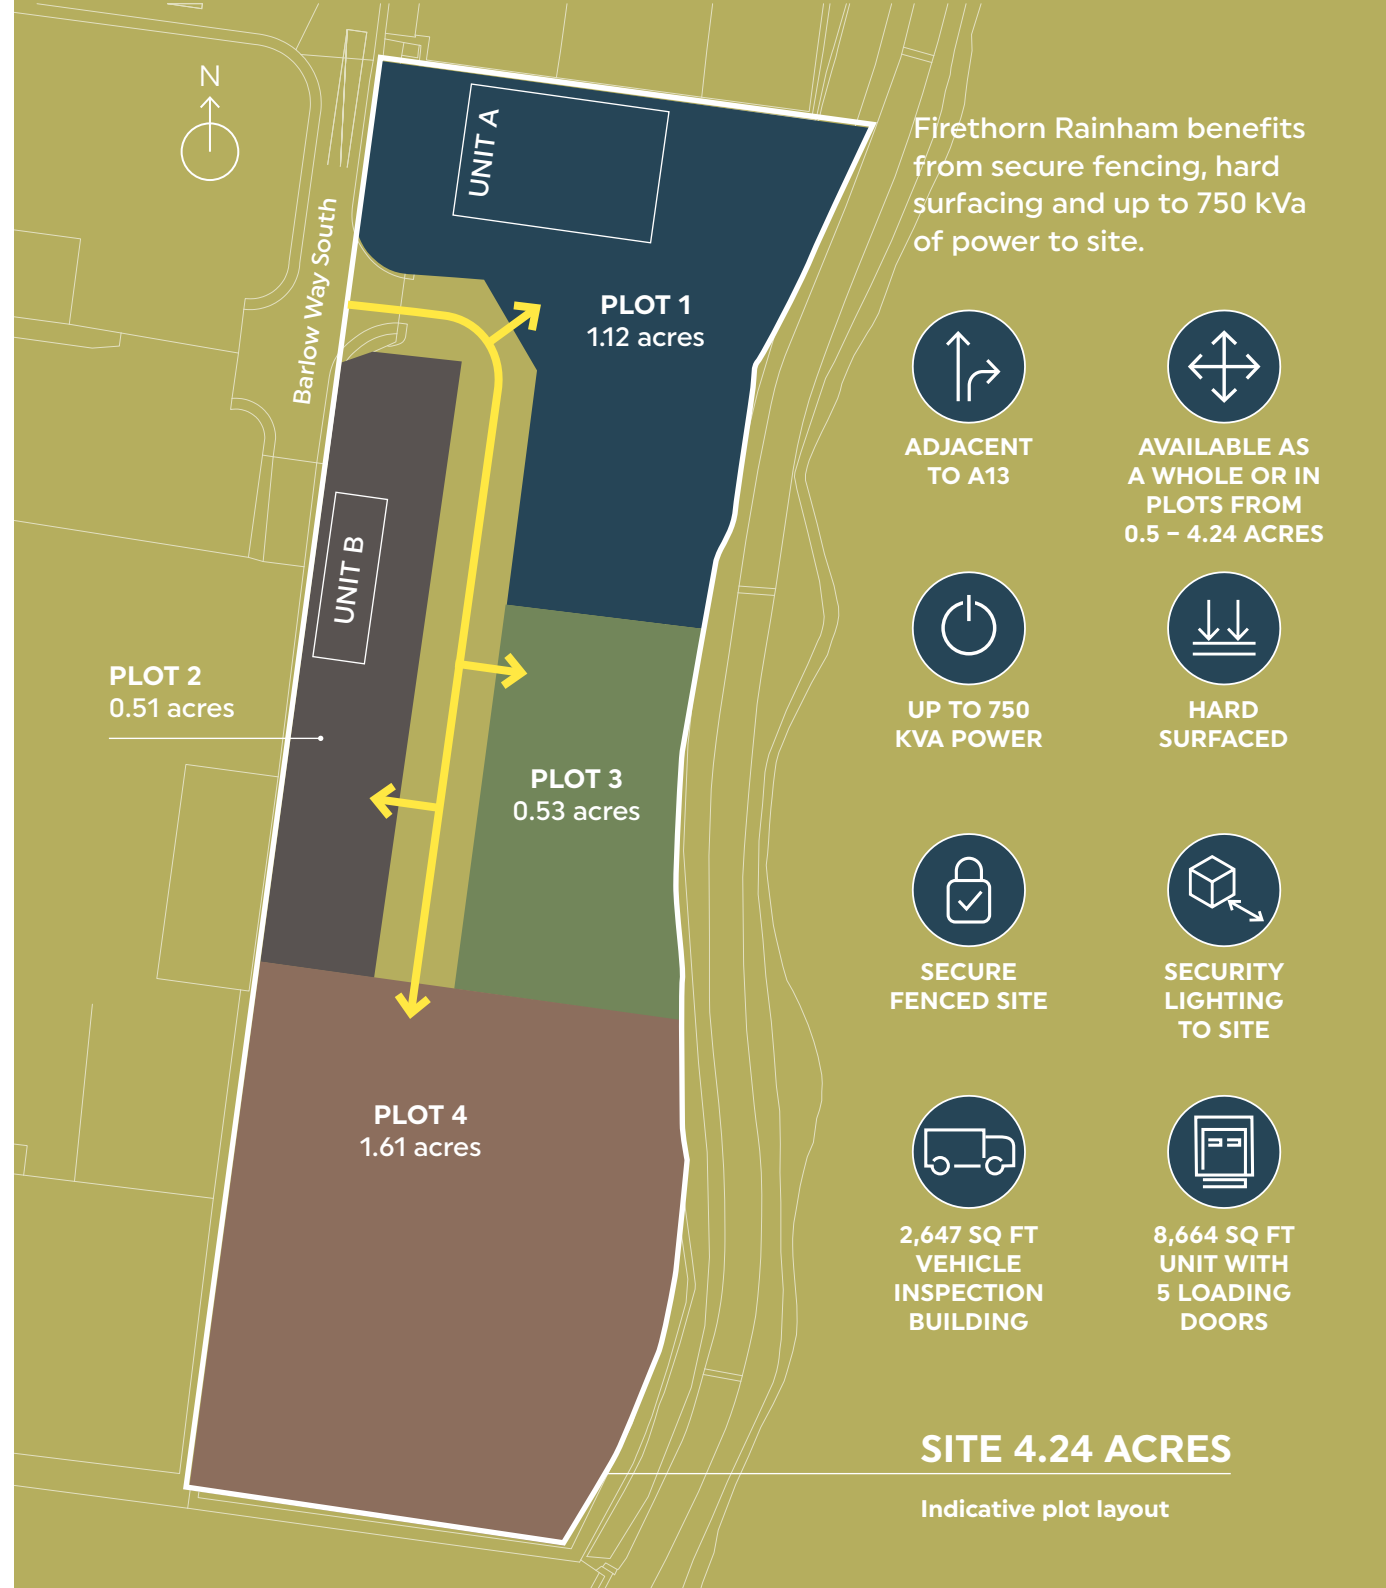 N
Barlow Way South
UNIT A
PLOT 1
1.12 acres
UNIT B
PLOT 2
0.51 acres
PLOT 3
0.53 acres
PLOT 4
1.61 acres
Firethorn Rainham benefits
from secure fencing, hard
surfacing and up to 750 kVa
of power to site.
ADJACENT
TO A13
AVAILABLE AS
A WHOLE OR IN
PLOTS FROM
0.5 – 4.24 ACRES
UP TO 750
KVA POWER
HARD
SURFACED
SECURE
FENCED SITE
SECURITY
LIGHTING
TO SITE
2,647 SQ FT
VEHICLE
INSPECTION
BUILDING
8,664 SQ FT
UNIT WITH
5 LOADING
DOORS
SITE 4.24 ACRES
Indicative plot layout